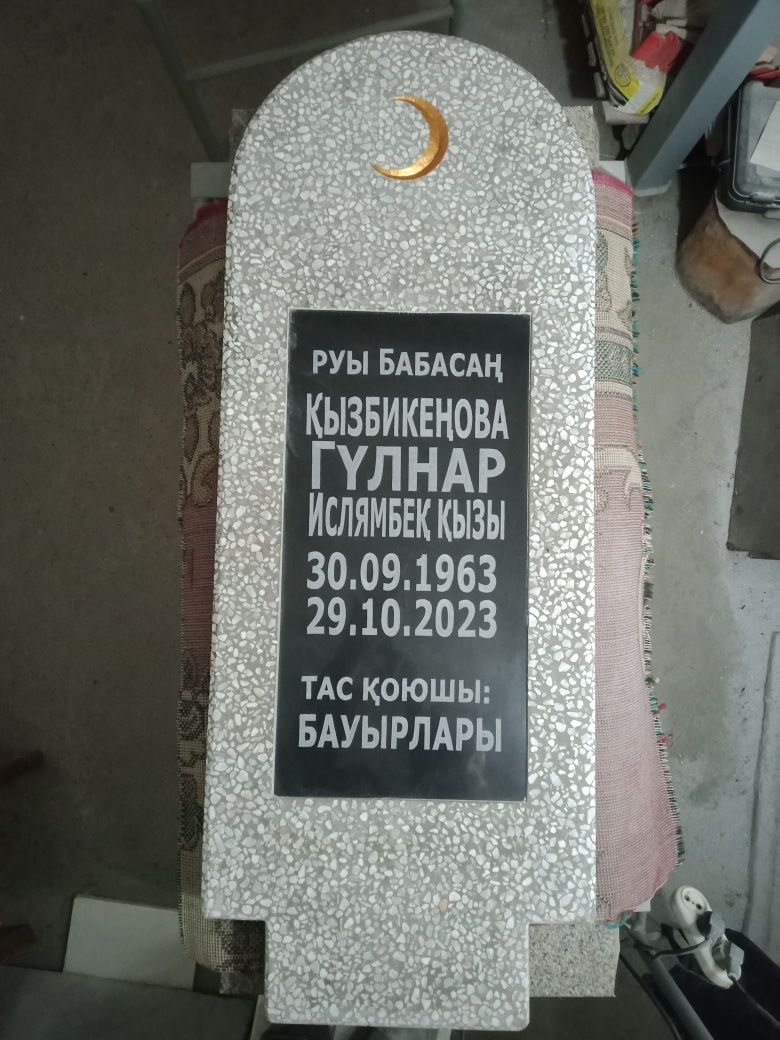 РУЫ БАБАСАҢ
ҚЫЗБИКЕҢОВА
ГҮЛНАР
ИСЛЯМБЕҚ ҚЫЗЫ
30.09.1963
29.10.2023
ТАС ҚОЮШЫ:
БАУЫРЛАРЫ